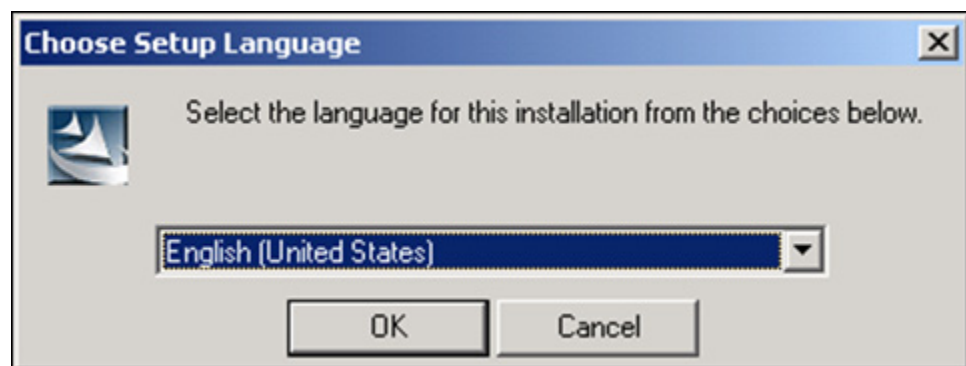 Choose Setup Language
Select the language for this installation from the choices below.
English (United States)
OK
Cancel